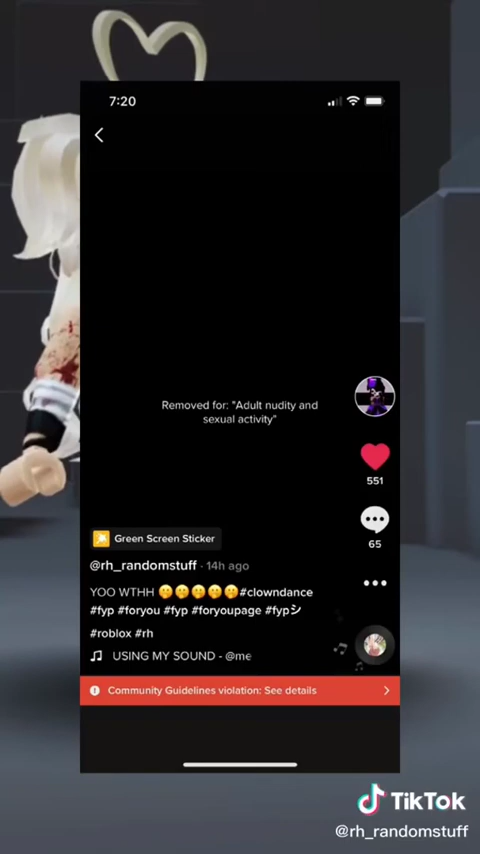 7:20
Removed for: "Adult nudity and
sexual activity"
551
65
Green Screen Sticker
@rh_randomstuff · 14h ago
YOO WTHH 🤫🤫🤫🤫🤫#clowndance
#fyp #foryou #fyp #foryoupage #fypシ
#roblox #rh
USING MY SOUND - @me
Community Guidelines violation: See details
TikTok
@rh_randomstuff